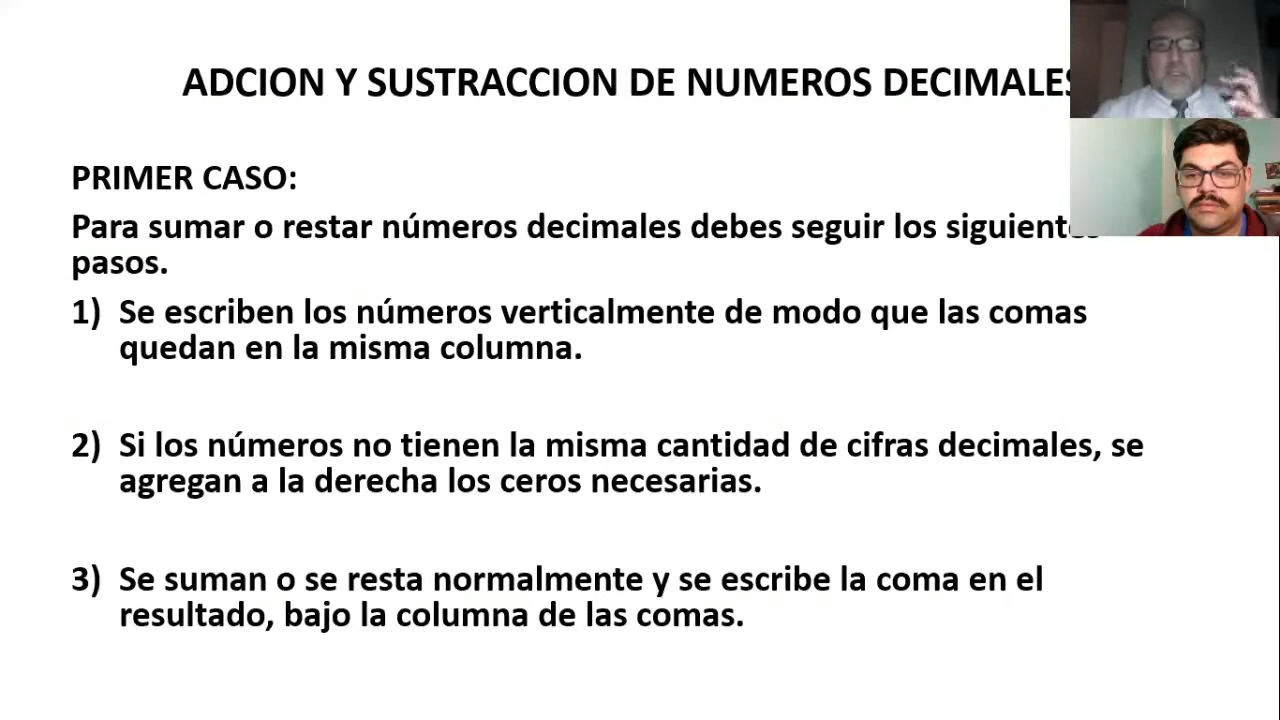 ADCION Y SUSTRACCION DE NUMEROS DECIMALES
PRIMER CASO:
Para sumar o restar números decimales debes seguir los siguientes
pasos.
1) Se escriben los números verticalmente de modo que las comas
quedan en la misma columna.
2) Si los números no tienen la misma cantidad de cifras decimales, se
agregan a la derecha los ceros necesarias.
3) Se suman o se resta normalmente y se escribe la coma en el
resultado, bajo la columna de las comas.